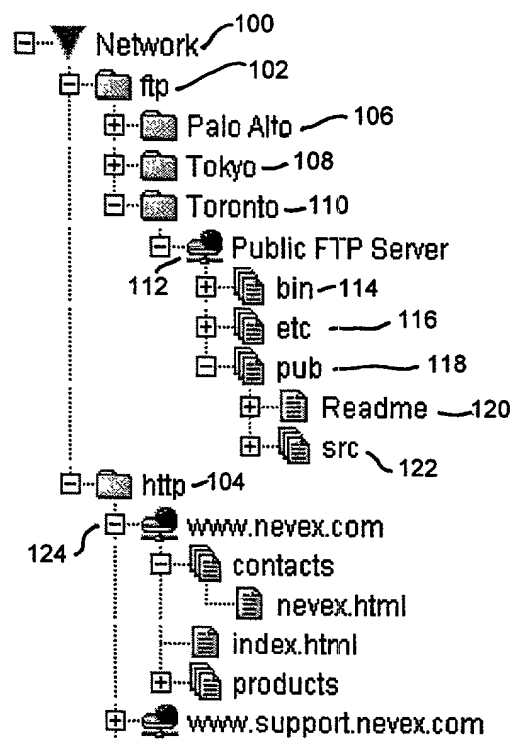 Network 100
ftp 102
Palo Alto 106
Tokyo 108
Toronto 110
Public FTP Server
112
bin 114
etc 116
pub 118
Readme 120
src 122
http 104
www.nevex.com
124
contacts
nevex.html
index.html
products
www.support.nevex.com